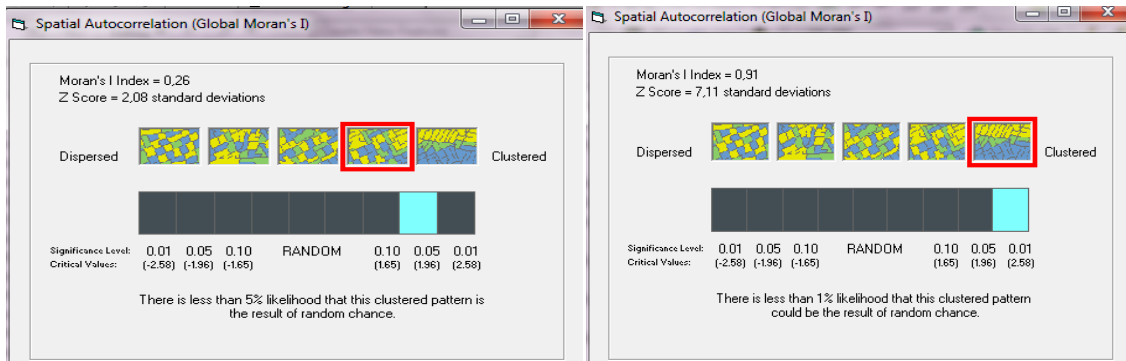 Spatial Autocorrelation (Global Moran's I)
Moran's I Index = 0,26
Z Score = 2,08 standard deviations
Dispersed
Clustered
Significance Level: 0.01 0.05 0.10 RANDOM 0.10 0.05 0.01
Critical Values: (-2.58) (-1.96) (-1.65) (1.65) (1.96) (2.58)
There is less than 5% likelihood that this clustered pattern is
the result of random chance.
Spatial Autocorrelation (Global Moran's I)
Moran's I Index = 0,91
Z Score = 7,11 standard deviations
Dispersed
Clustered
Significance Level: 0.01 0.05 0.10 RANDOM 0.10 0.05 0.01
Critical Values: (-2.58) (-1.96) (-1.65) (1.65) (1.96) (2.58)
There is less than 1% likelihood that this clustered pattern
could be the result of random chance.